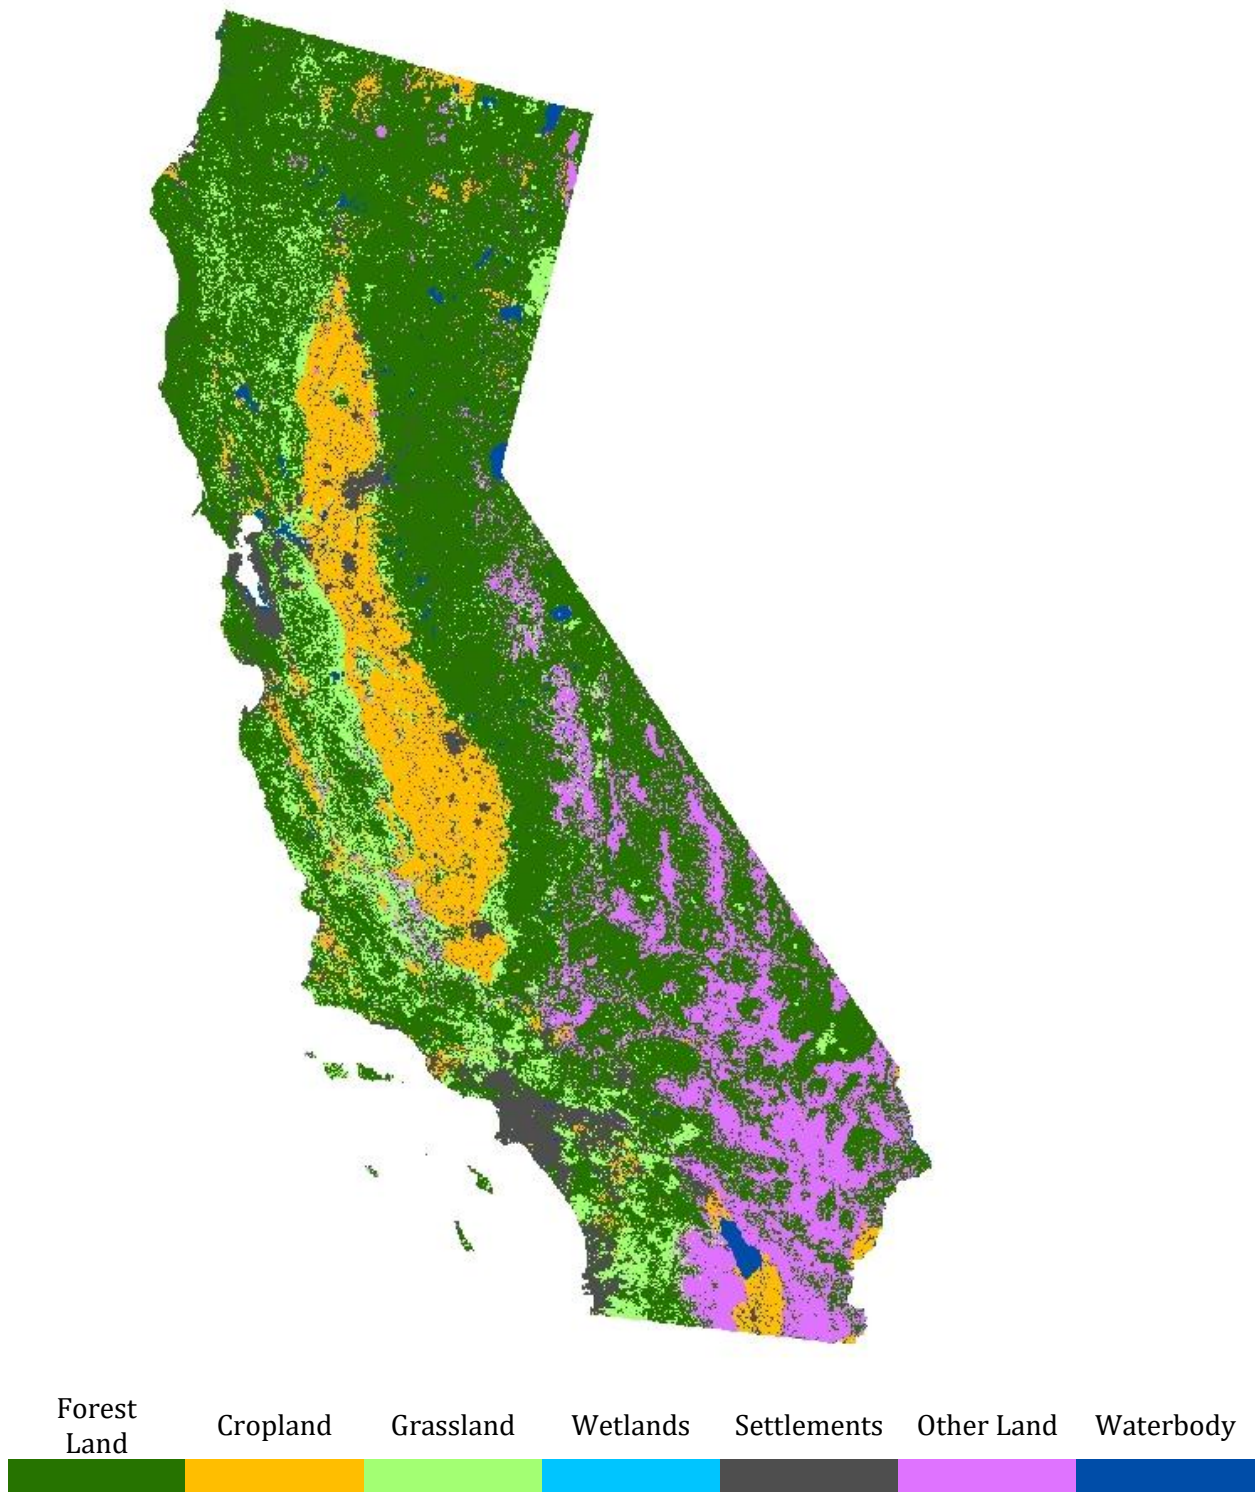 Forest
Land
Cropland
Grassland
Wetlands
Settlements
Other Land
Waterbody